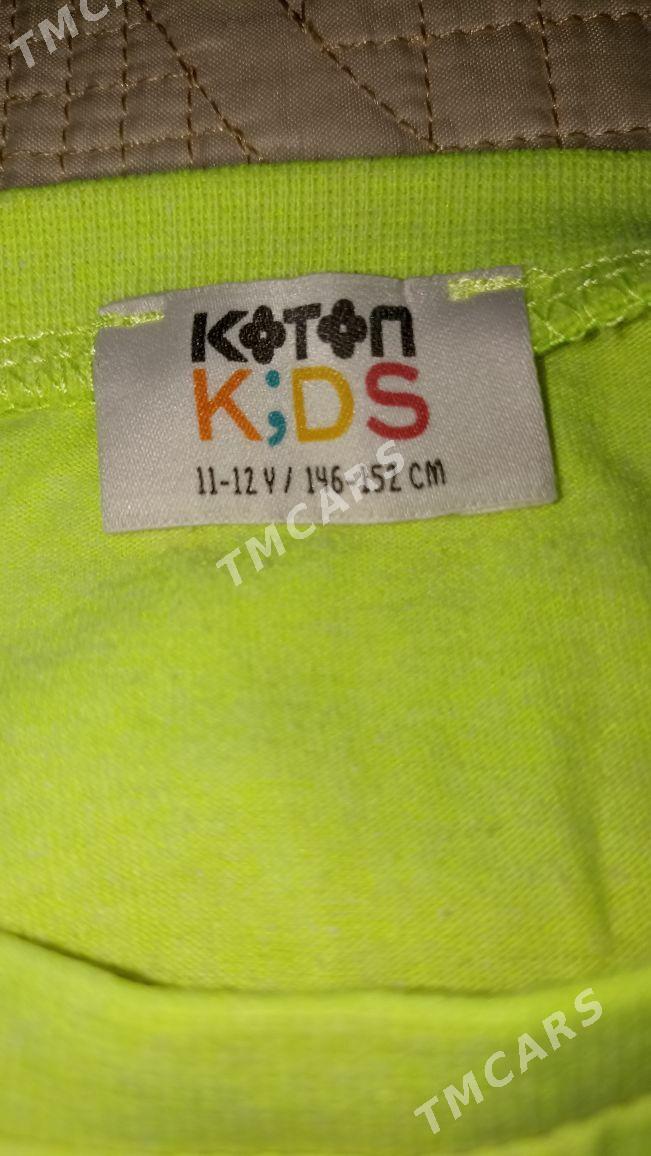 TMCARS
KOTON
K;DS
11-12 Y / 146-152 CM
TMCARS
TMCARS